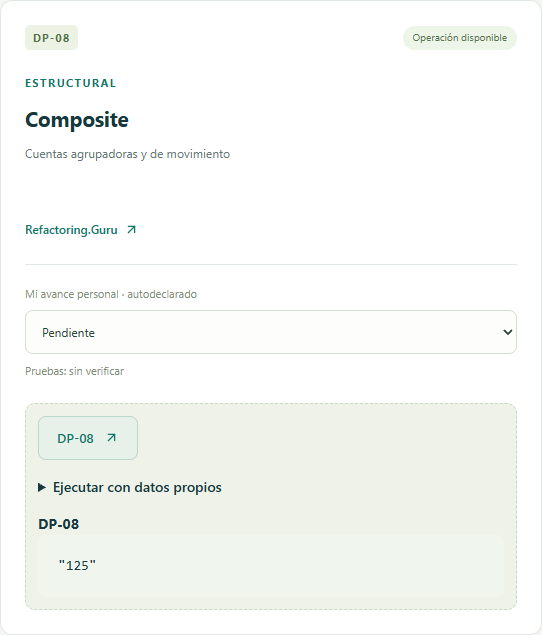 DP-08
Operación disponible
ESTRUCTURAL
Composite
Cuentas agrupadoras y de movimiento
Refactoring.Guru
Mi avance personal · autodeclarado
Pendiente
Pruebas: sin verificar
DP-08
Ejecutar con datos propios
DP-08
"125"